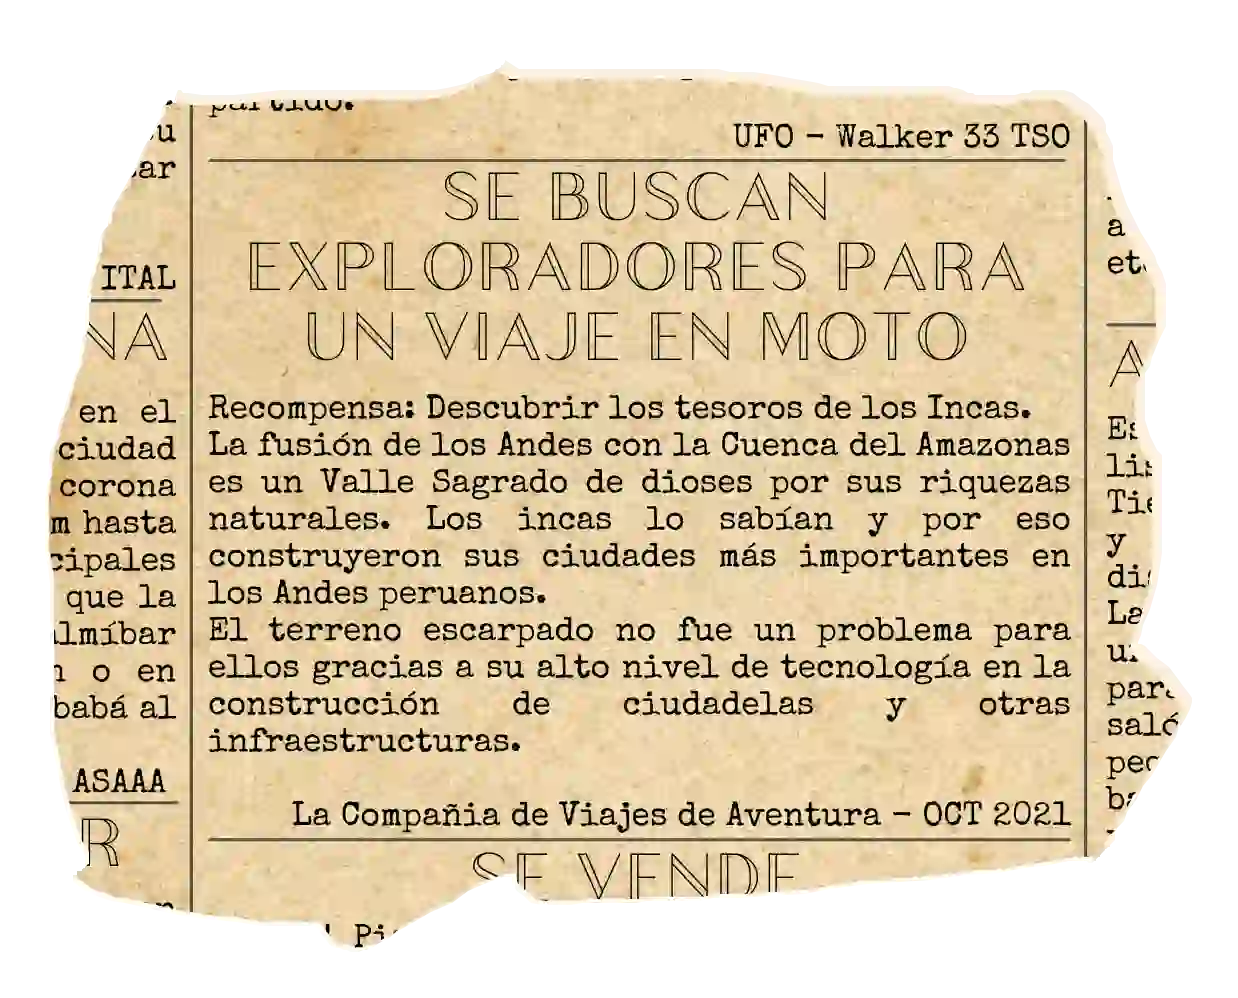 partido.
UFO - Walker 33 TSO
SE BUSCAN
EXPLORADORES PARA
UN VIAJE EN MOTO
Recompensa: Descubrir los tesoros de los Incas.
La fusión de los Andes con la Cuenca del Amazonas
es un Valle Sagrado de dioses por sus riquezas
naturales. Los incas lo sabían y por eso
construyeron sus ciudades más importantes en
los Andes peruanos.
El terreno escarpado no fue un problema para
ellos gracias a su alto nivel de tecnología en la
construcción de ciudadelas y otras
infraestructuras.
La Compañia de Viajes de Aventura - OCT 2021
SE VENDE
ITAL
NA
en el
ciudad
corona
hasta
que la
o en
babá al
ASAAA
R
a
A
y